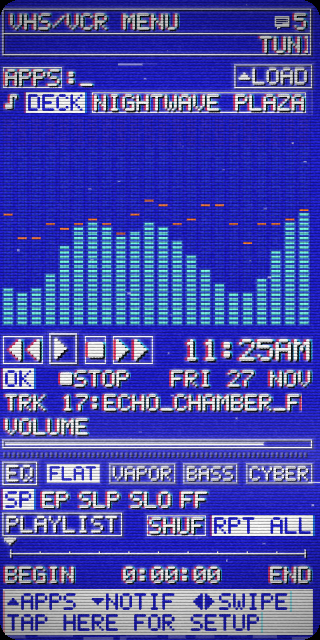 VHS/VCR MENU 5
TUN
APPS:_ LOAD
DECK NIGHTWAVE PLAZA
11:25AM
OK STOP FRI 27 NOV
TRK 17:ECHO_CHAMBER_F
VOLUME
EQ FLAT VAPOR BASS CYBER
SP EP SLP SLO FF
PLAYLIST SHUF RPT ALL
BEGIN 0:00:00 END
APPS NOTIF SWIPE
TAP HERE FOR SETUP